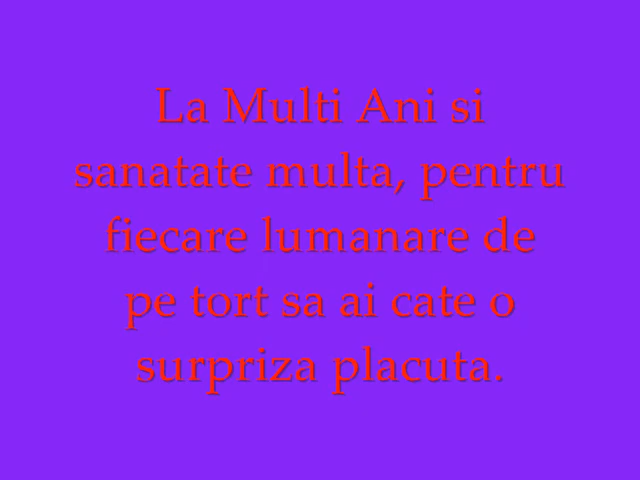 La Multi Ani si
sanatate multa, pentru
fiecare lumanare de
pe tort sa ai cate o
surpriza placuta.